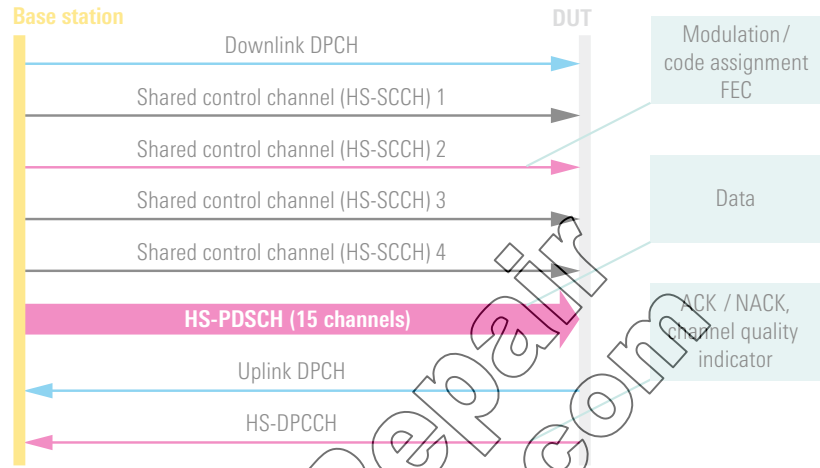 Base station
DUT
Downlink DPCH
Modulation/
code assignment
FEC
Shared control channel (HS-SCCH) 1
Shared control channel (HS-SCCH) 2
Shared control channel (HS-SCCH) 3
Data
Shared control channel (HS-SCCH) 4
HS-PDSCH (15 channels)
ACK / NACK,
channel quality
indicator
Uplink DPCH
HS-DPCCH
Repair
com